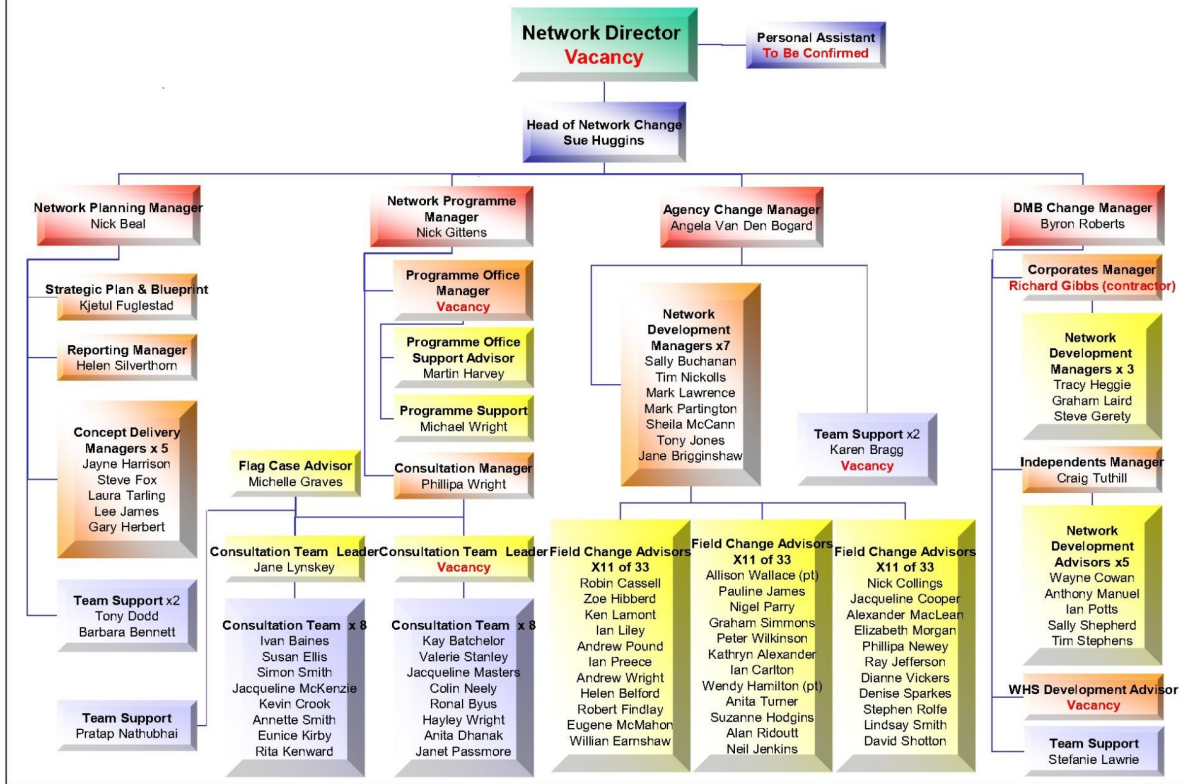 Network Director
Vacancy
Personal Assistant
To Be Confirmed
Head of Network Change
Sue Huggins
Network Planning Manager
Nick Beal
Strategic Plan & Blueprint
Kjetul Fuglestad
Reporting Manager
Helen Silverthorn
Concept Delivery
Managers x 5
Jayne Harrison
Steve Fox
Laura Tarling
Lee James
Gary Herbert
Team Support x2
Tony Dodd
Barbara Bennett
Team Support
Pratap Nathubhai
Network Programme
Manager
Nick Gittens
Programme Office
Manager
Vacancy
Programme Office
Support Advisor
Martin Harvey
Programme Support
Michael Wright
Flag Case Advisor
Michelle Graves
Consultation Manager
Phillipa Wright
Consultation Team Leader
Jane Lynskey
Consultation Team x 8
Ivan Baines
Susan Ellis
Simon Smith
Jacqueline McKenzie
Kevin Crook
Annette Smith
Eunice Kirby
Rita Kenward
Consultation Team Leader
Vacancy
Consultation Team x 8
Kay Batchelor
Valerie Stanley
Jacqueline Masters
Colin Neely
Ronal Byus
Hayley Wright
Anita Dhanak
Janet Passmore
Agency Change Manager
Angela Van Den Bogard
Network
Development
Managers x7
Sally Buchanan
Tim Nickolls
Mark Lawrence
Mark Partington
Sheila McCann
Tony Jones
Jane Brigginshaw
Team Support x2
Karen Bragg
Vacancy
Field Change Advisors
X11 of 33
Robin Cassell
Zoe Hibberd
Ken Lamont
Ian Liley
Andrew Pound
Ian Preece
Andrew Wright
Helen Belford
Robert Findlay
Eugene McMahon
Willian Earnshaw
Field Change Advisors
X11 of 33
Allison Wallace (pt)
Pauline James
Nigel Parry
Graham Simmons
Peter Wilkinson
Kathryn Alexander
Ian Carlton
Wendy Hamilton (pt)
Anita Turner
Suzanne Hodgins
Alan Ridoutt
Neil Jenkins
Field Change Advisors
X11 of 33
Nick Collings
Jacqueline Cooper
Alexander MacLean
Elizabeth Morgan
Phillipa Newey
Ray Jefferson
Dianne Vickers
Denise Sparkes
Stephen Rolfe
Lindsay Smith
David Shotton
DMB Change Manager
Byron Roberts
Corporates Manager
Richard Gibbs (contractor)
Network
Development
Managers x 3
Tracy Heggie
Graham Laird
Steve Gerety
Independents Manager
Craig Tuthill
Network
Development
Advisors x5
Wayne Cowan
Anthony Manuel
Ian Potts
Sally Shepherd
Tim Stephens
WHS Development Advisor
Vacancy
Team Support
Stefanie Lawrie